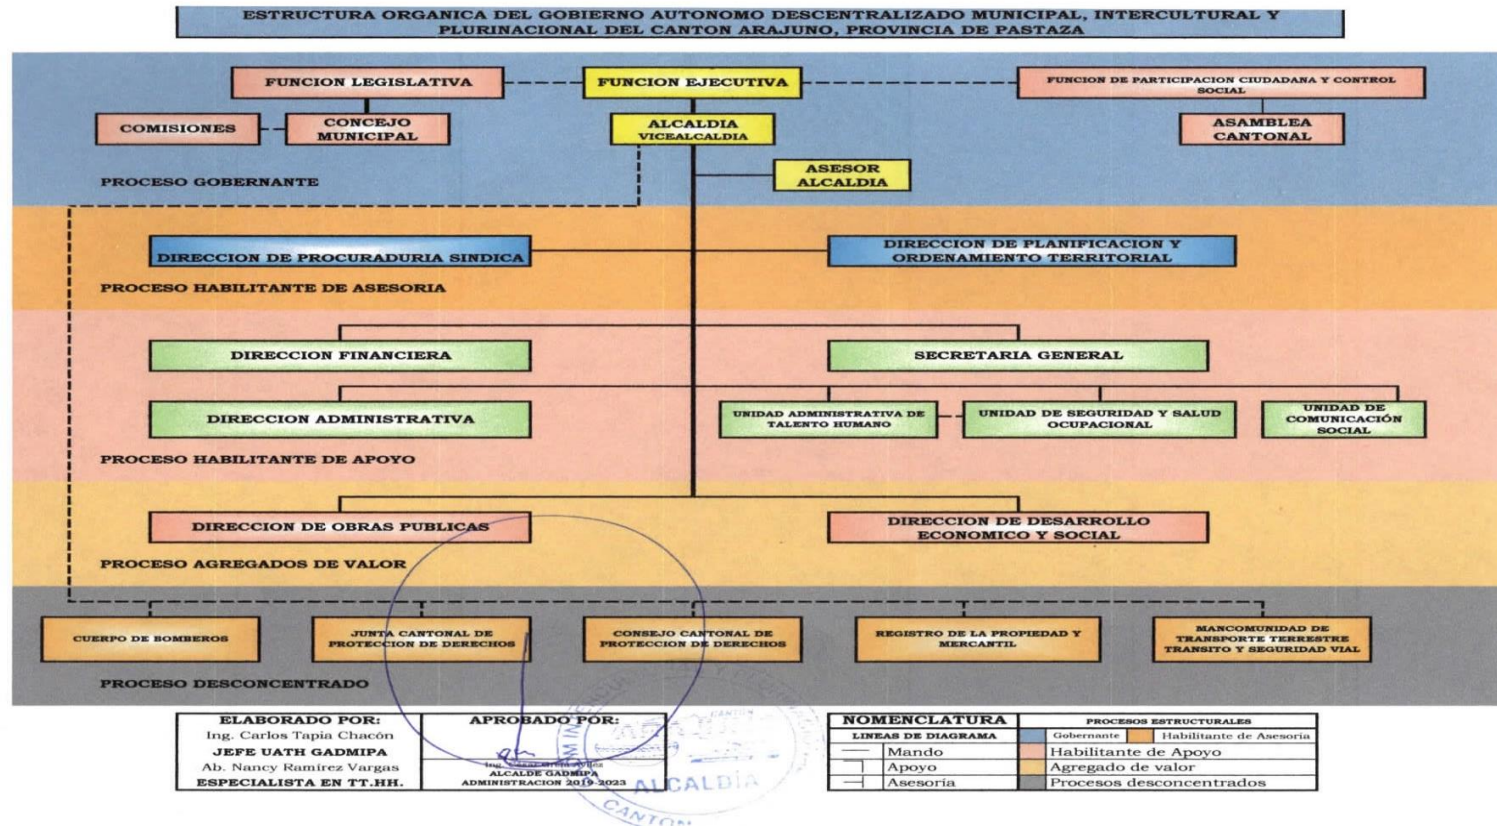 ESTRUCTURA ORGANICA DEL GOBIERNO AUTONOMO DESCENTRALIZADO MUNICIPAL, INTERCULTURAL Y
PLURINACIONAL DEL CANTON ARAJUNO, PROVINCIA DE PASTAZA
FUNCION LEGISLATIVA
FUNCION EJECUTIVA
FUNCION DE PARTICIPACION CIUDADANA Y CONTROL
SOCIAL
COMISIONES
CONCEJO
MUNICIPAL
ALCALDIA
VICEALCALDIA
ASAMBLEA
CANTONAL
ASESOR
ALCALDIA
PROCESO GOBERNANTE
DIRECCION DE PROCURADURIA SINDICA
DIRECCION DE PLANIFICACION Y
ORDENAMIENTO TERRITORIAL
PROCESO HABILITANTE DE ASESORIA
DIRECCION FINANCIERA
SECRETARIA GENERAL
DIRECCION ADMINISTRATIVA
UNIDAD ADMINISTRATIVA DE
TALENTO HUMANO
UNIDAD DE SEGURIDAD Y SALUD
OCUPACIONAL
UNIDAD DE
COMUNICACIÓN
SOCIAL
PROCESO HABILITANTE DE APOYO
DIRECCION DE OBRAS PUBLICAS
DIRECCION DE DESARROLLO
ECONOMICO Y SOCIAL
PROCESO AGREGADOS DE VALOR
CUERPO DE BOMBEROS
JUNTA CANTONAL DE
PROTECCION DE DERECHOS
CONSEJO CANTONAL DE
PROTECCION DE DERECHOS
REGISTRO DE LA PROPIEDAD Y
MERCANTIL
MANCOMUNIDAD DE
TRANSPORTE TERRESTRE
TRANSITO Y SEGURIDAD VIAL
PROCESO DESCONCENTRADO
ELABORADO POR:
Ing. Carlos Tapia Chacón
JEFE UATH GADMIPA
Ab. Nancy Ramírez Vargas
ESPECIALISTA EN TT.HH.
APROBADO POR:
Ing.
ALCALDE GADMIPA
ADMINISTRACION 2019-2023
ALCALDÍA
CANTON
NOMENCLATURA
LINEAS DE DIAGRAMA
Mando
Apoyo
Asesoría
PROCESOS ESTRUCTURALES
Gobernante
Habilitante de Asesoría
Habilitante de Apoyo
Agregado de valor
Procesos desconcentrados